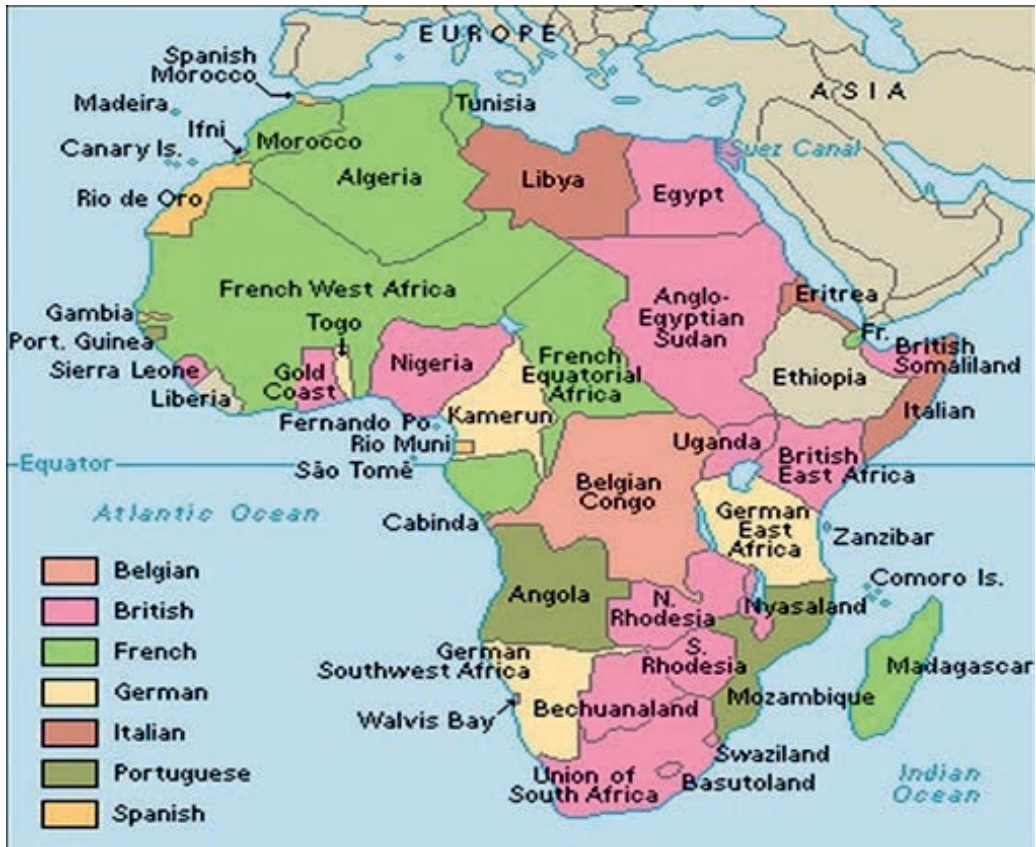 EUROPE
ASIA
Spanish
Morocco
Madeira
Ifni
Canary Is.
Morocco
Tunisia
Algeria
Libya
Egypt
Suez Canal
Rio de Oro
French West Africa
Anglo-
Egyptian
Sudan
Eritrea
Fr.
British
Somaliland
Gambia
Port. Guinea
Sierra Leone
Liberia
Togo
Gold
Coast
Nigeria
French
Equatorial
Africa
Ethiopia
Italian
Kamerun
Fernando Po
Rio Muni
São Tomê
Equator
Uganda
British
East Africa
Belgian
Congo
Atlantic Ocean
Cabinda
German
East
Africa
Zanzibar
Comoro Is.
Angola
N.
Rhodesia
Nyasaland
German
Southwest Africa
S.
Rhodesia
Madagascar
Mozambique
Walvis Bay
Bechuanaland
Swaziland
Basutoland
Union of
South Africa
Indian
Ocean
Belgian
British
French
German
Italian
Portuguese
Spanish